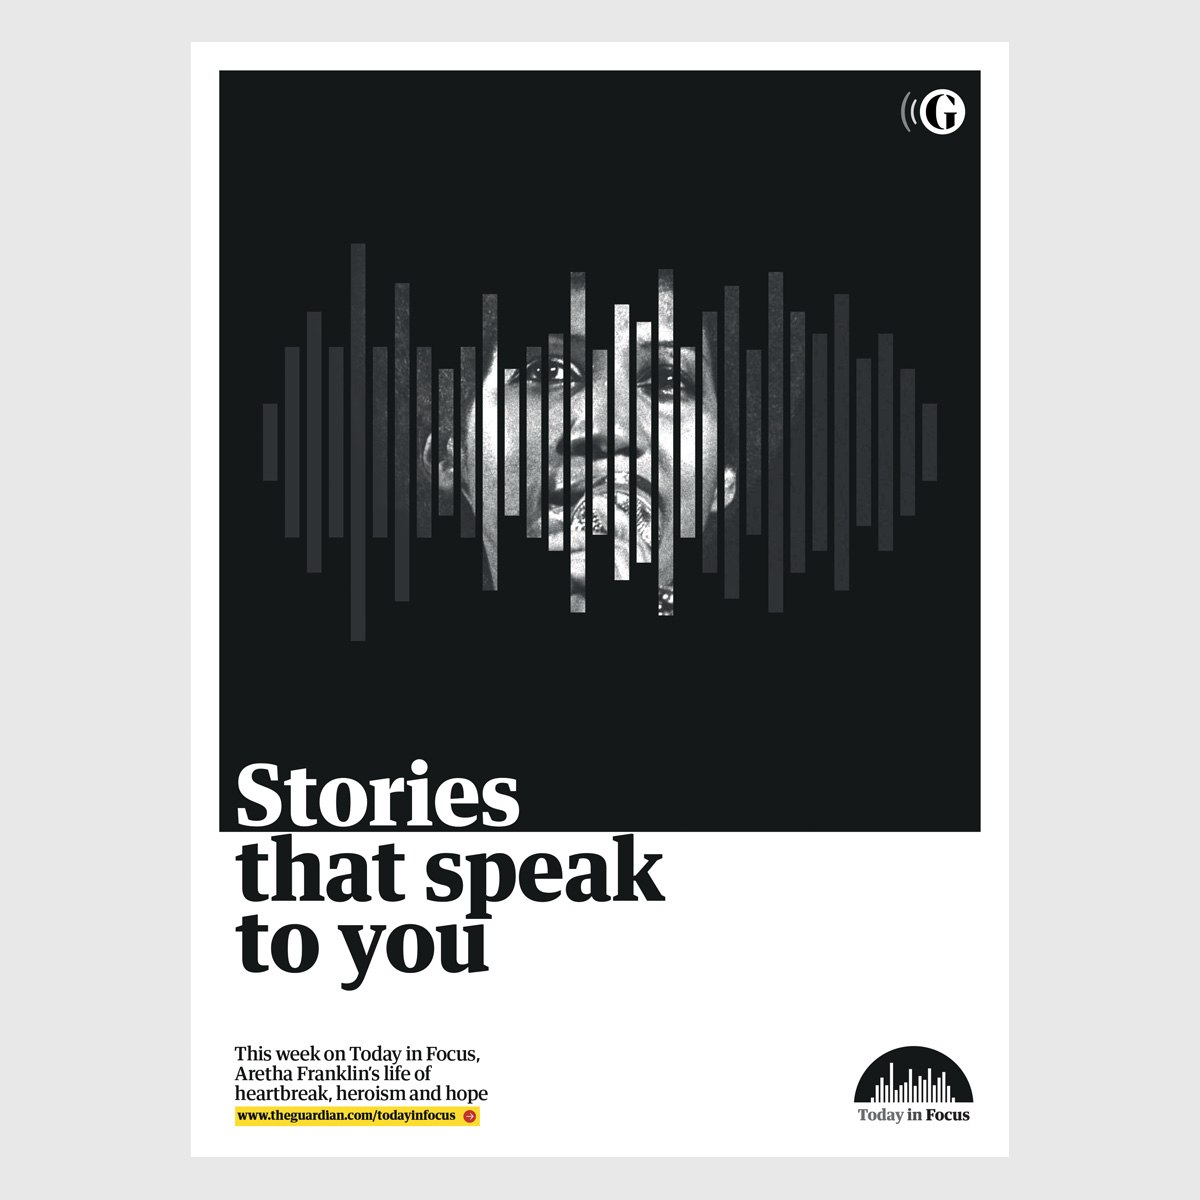 G
Stories
that speak
to you
This week on Today in Focus,
Aretha Franklin's life of
heartbreak, heroism and hope
www.theguardian.com/todayinfocus
Today in Focus